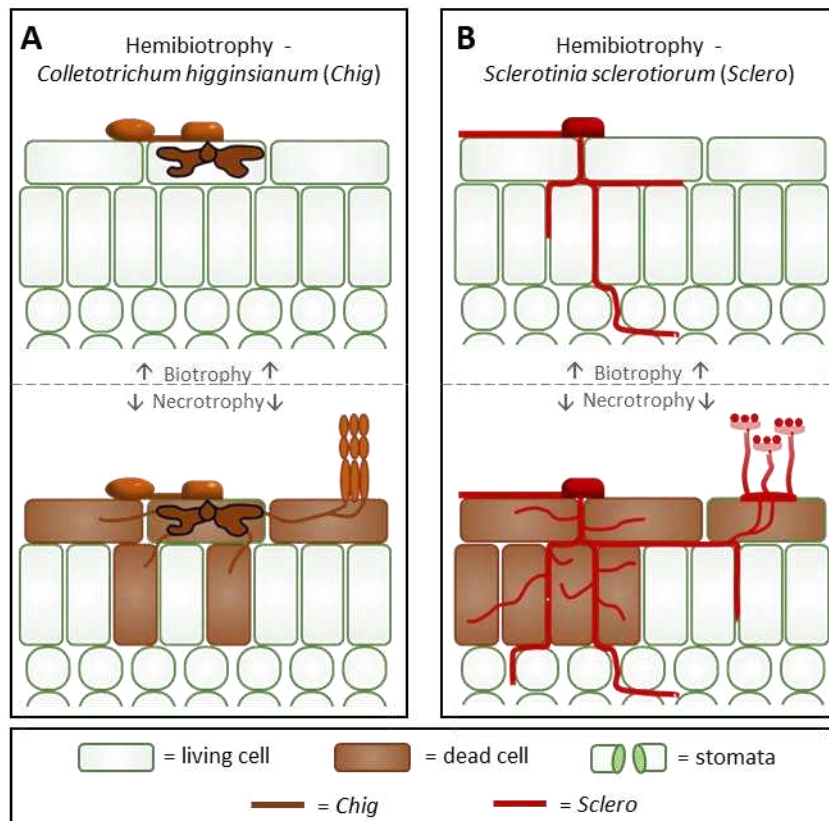 A
Hemibiotrophy -
Colletotrichum higginsianum (Chig)
↑ Biotrophy ↑
↓ Necrotrophy ↓
B
Hemibiotrophy -
Sclerotinia sclerotiorum (Sclero)
↑ Biotrophy ↑
↓ Necrotrophy ↓
= living cell
= dead cell
= stomata
= Chig
= Sclero